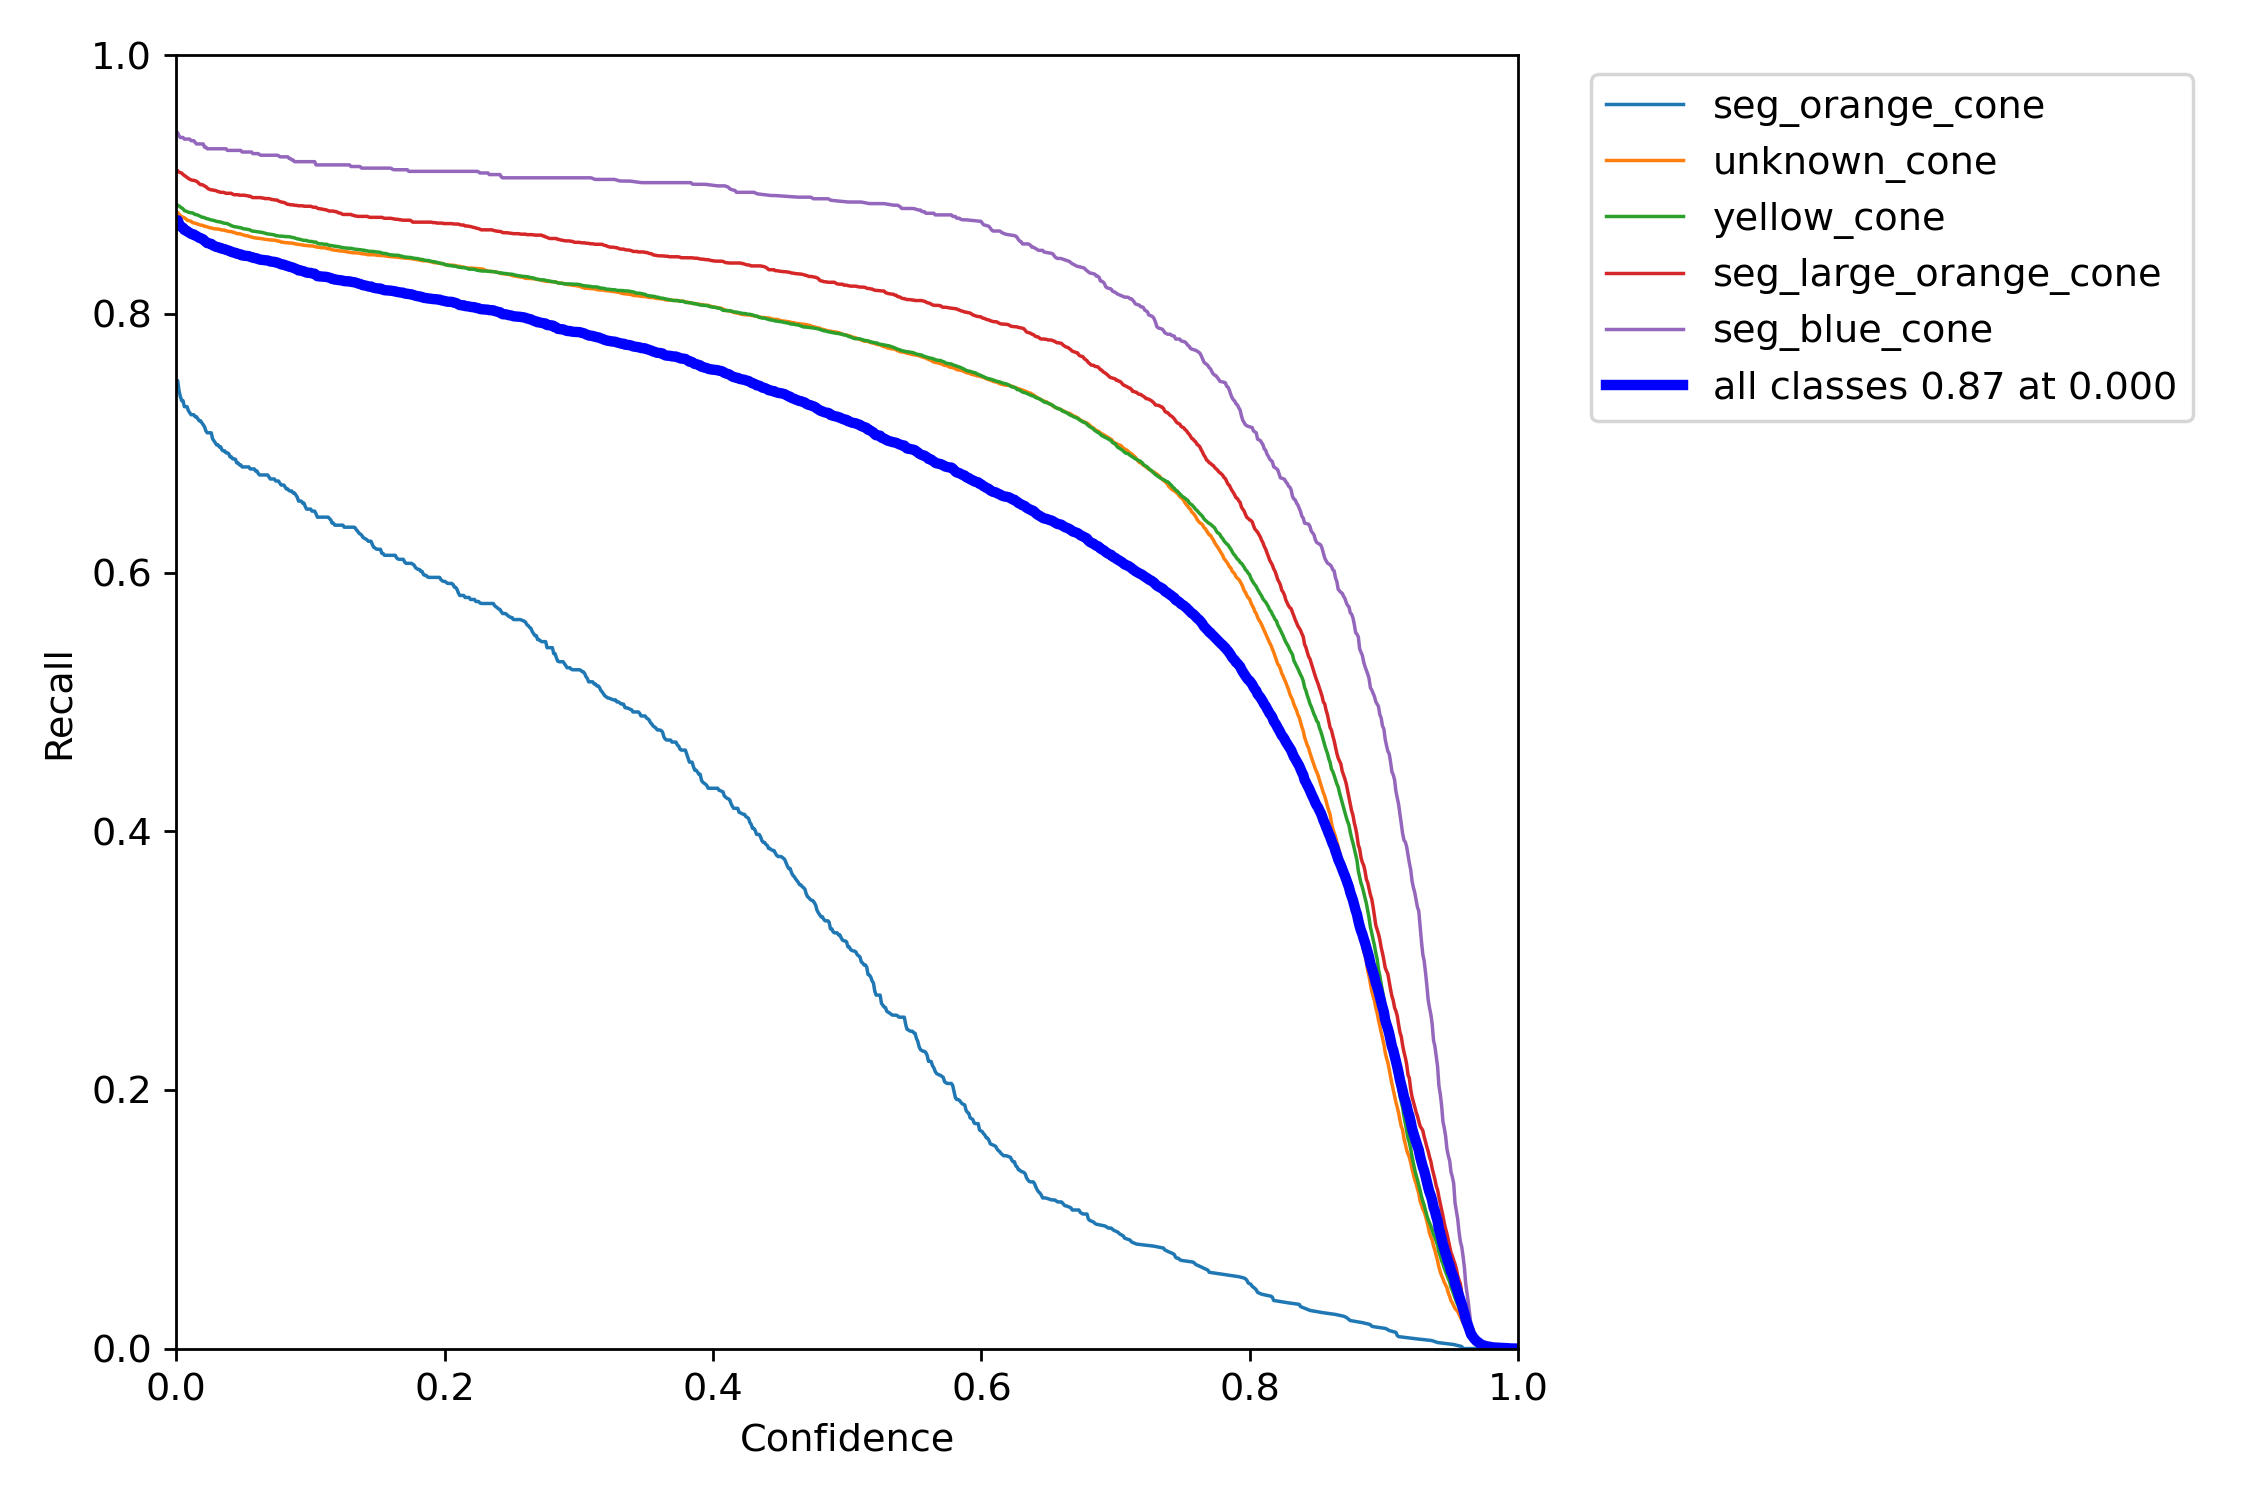 1.0
0.8
0.6
0.4
0.2
0.0
Recall
0.0 0.2 0.4 0.6 0.8 1.0
Confidence
seg_orange_cone
unknown_cone
yellow_cone
seg_large_orange_cone
seg_blue_cone
all classes 0.87 at 0.000